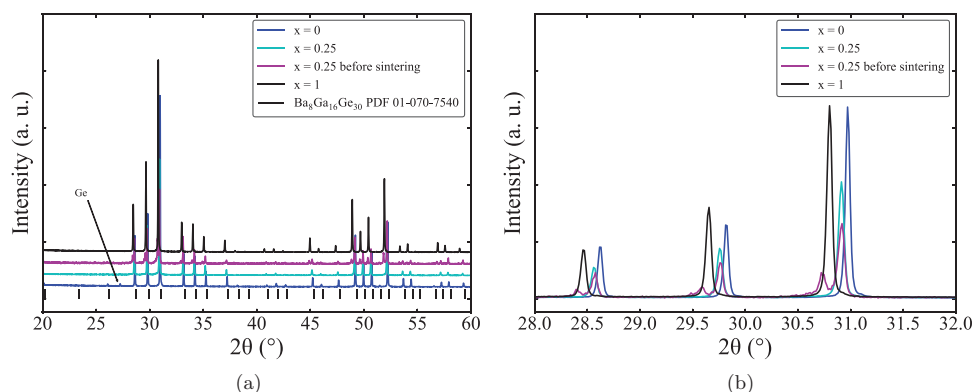 x = 0
x = 0.25
x = 0.25 before sintering
x = 1
Ba₈Ga₁₆Ge₃₀ PDF 01-070-7540
Ge
Intensity (a. u.)
20 25 30 35 40 45 50 55 60
2θ (°)
(a)
x = 0
x = 0.25
x = 0.25 before sintering
x = 1
Intensity (a. u.)
28.0 28.5 29.0 29.5 30.0 30.5 31.0 31.5 32.0
2θ (°)
(b)